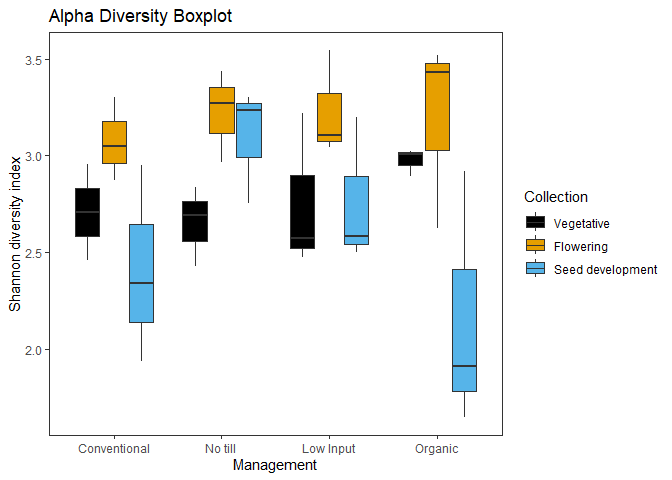 Alpha Diversity Boxplot
3.5
3.0
2.5
2.0
Shannon diversity index
Conventional
No till
Low Input
Organic
Management
Collection
Vegetative
Flowering
Seed development